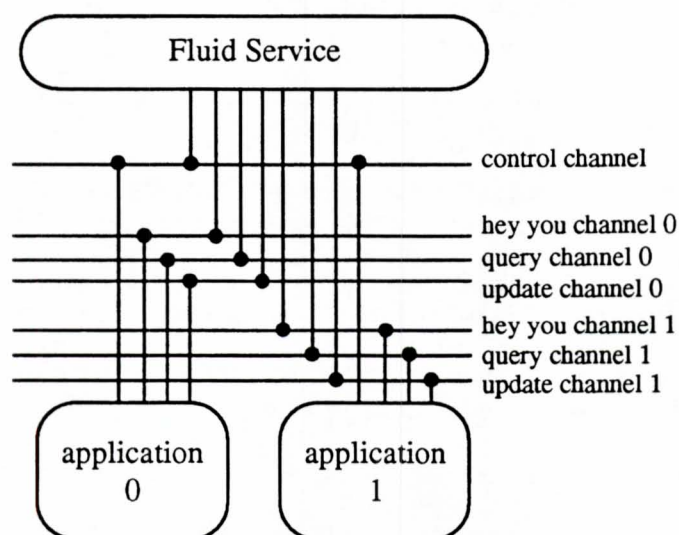 Fluid Service
control channel
hey you channel 0
query channel 0
update channel 0
hey you channel 1
query channel 1
update channel 1
application
0
application
1